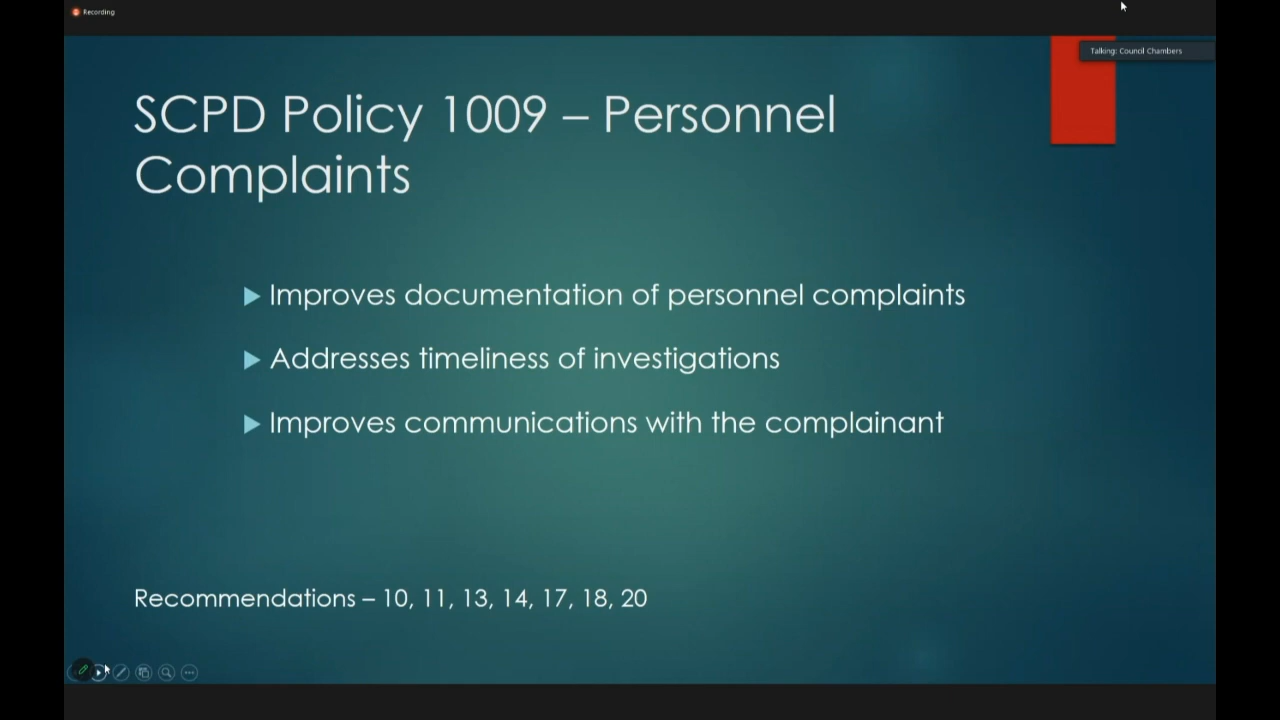 Recording
Talking: Council Chambers
SCPD Policy 1009 – Personnel
Complaints
Improves documentation of personnel complaints
Addresses timeliness of investigations
Improves communications with the complainant
Recommendations – 10, 11, 13, 14, 17, 18, 20